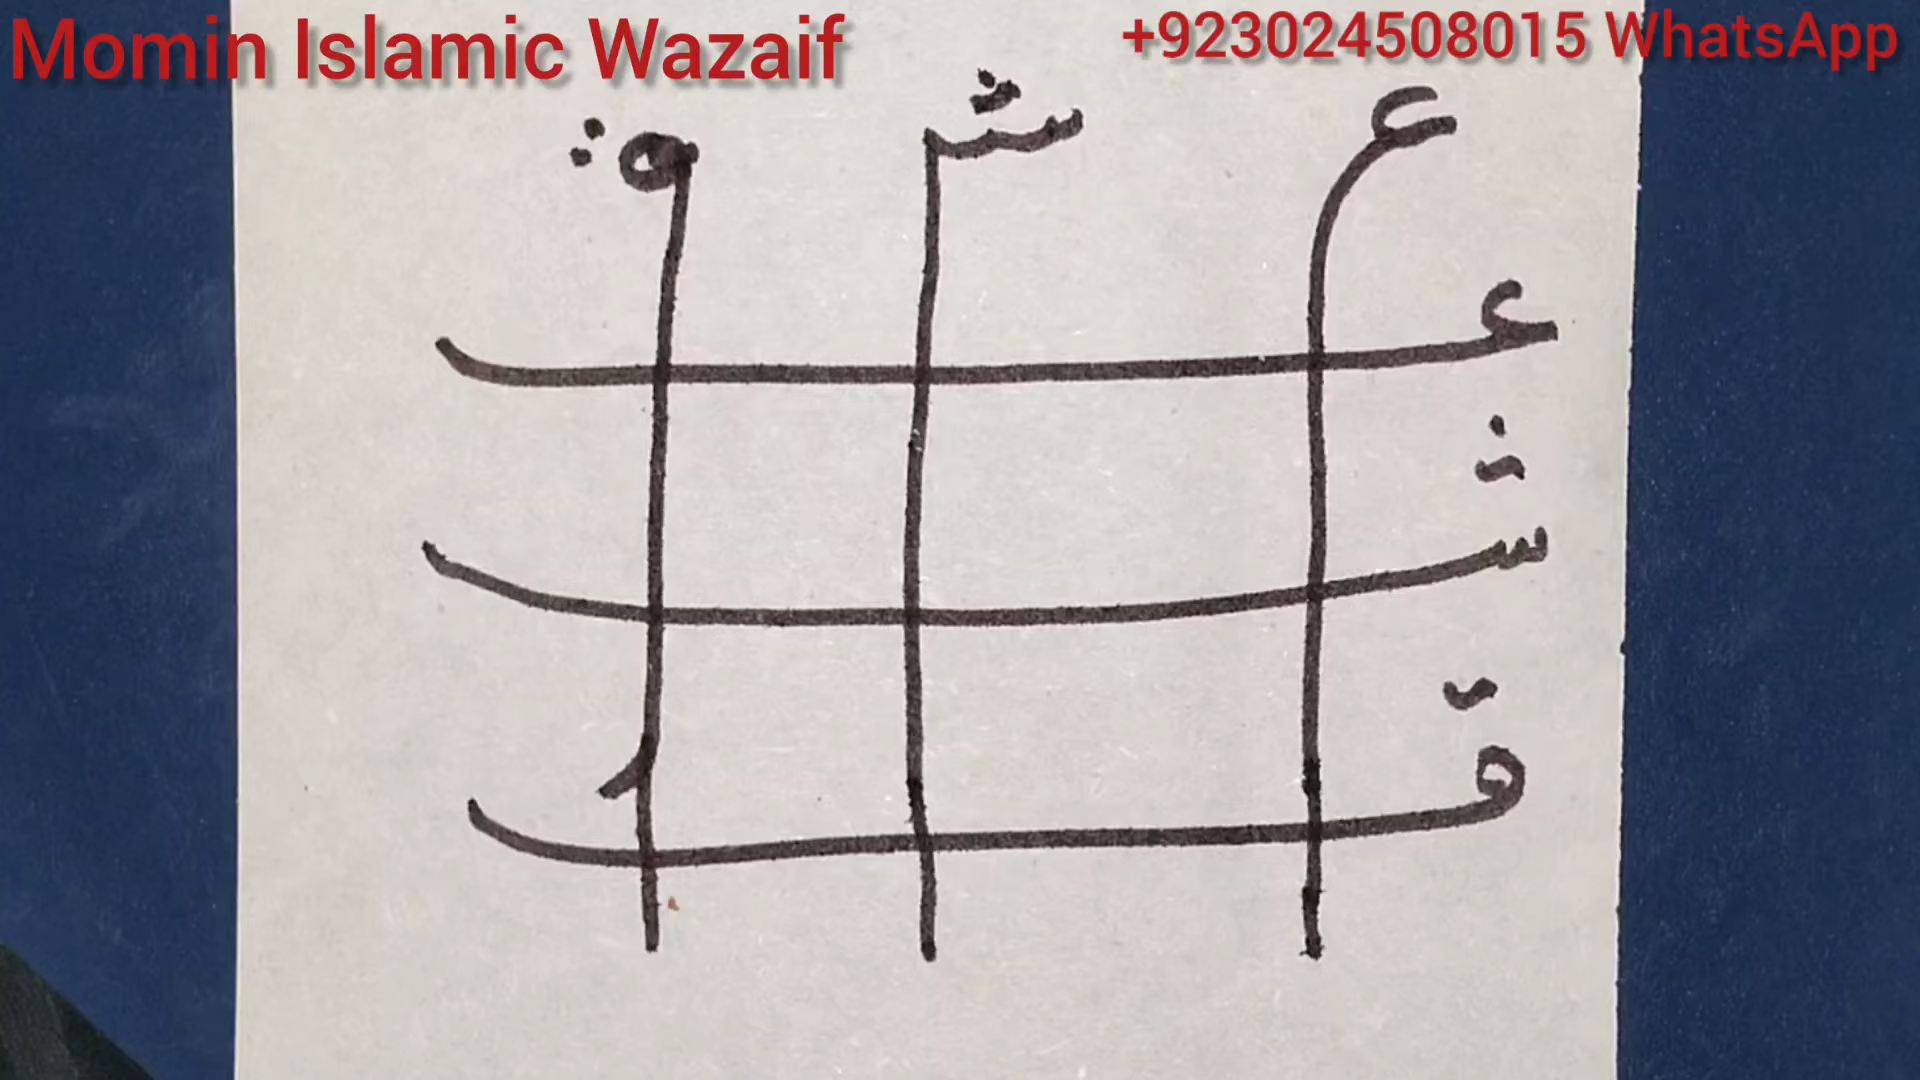 Momin Islamic Wazaif
+923024508015 WhatsApp
ع ش ق
ع
ش
ق